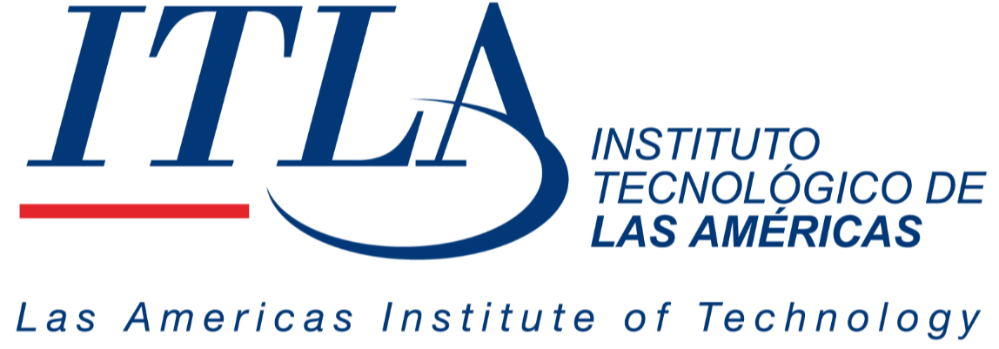 ITLA
INSTITUTO
TECNOLÓGICO DE
LAS AMÉRICAS
Las Americas Institute of Technology